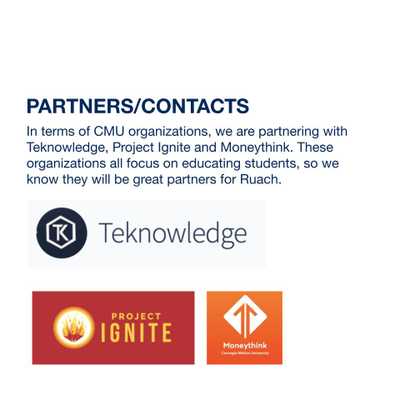 PARTNERS/CONTACTS
In terms of CMU organizations, we are partnering with
Teknowledge, Project Ignite and Moneythink. These
organizations all focus on educating students, so we
know they will be great partners for Ruach.
TK Teknowledge
PROJECT
IGNITE
Moneythink
Carnegie Mellon University